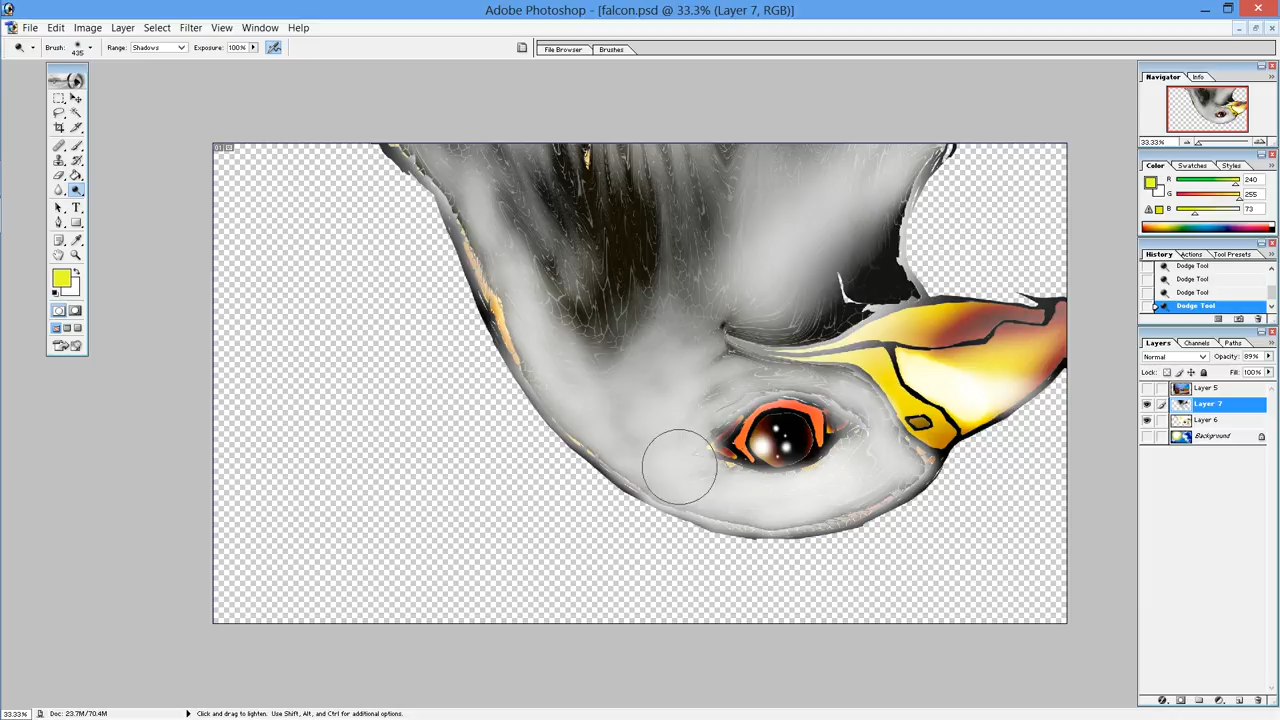 Adobe Photoshop - [falcon.psd @ 33.3% (Layer 7, RGB)]
File Edit Image Layer Select Filter View Window Help
Brush: 435 Range: Shadows Exposure: 100% File Browser Brushes
Navigator Info
33.33%
Color Swatches Styles
R 240
G 255
B 73
History Actions Tool Presets
Dodge Tool
Dodge Tool
Dodge Tool
Dodge Tool
Layers Channels Paths
Normal Opacity: 89%
Lock: Fill: 100%
Layer 5
Layer 7
Layer 6
Background
33.33% Doc: 23.7M/70.4M Click and drag to lighten. Use Shift, Alt, and Ctrl for additional options.